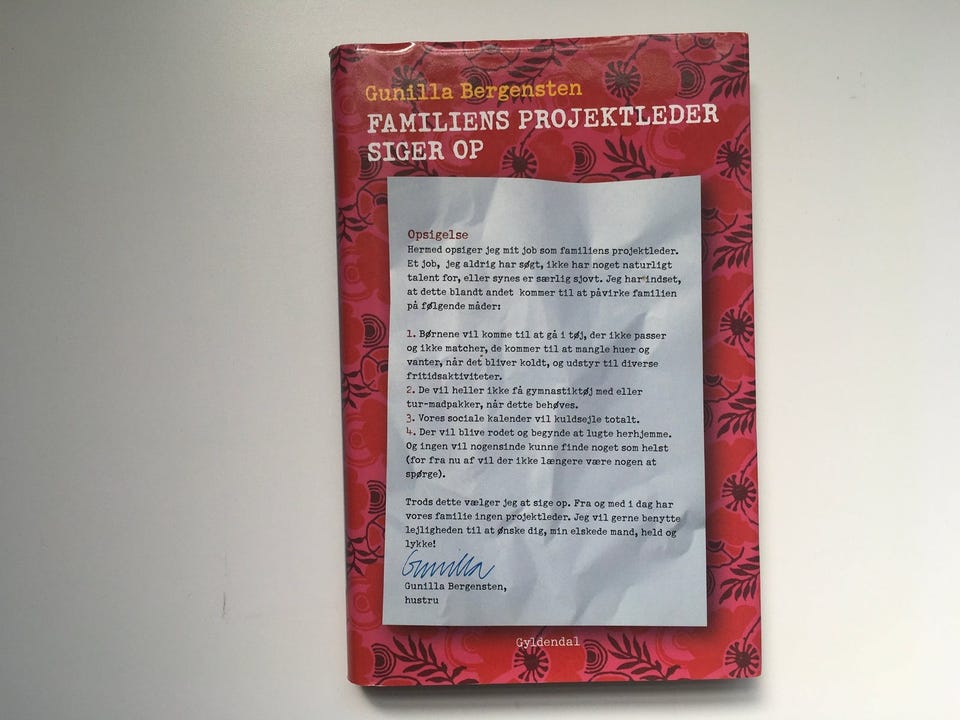 Gunilla Bergensten
FAMILIENS PROJEKTLEDER
SIGER OP
Opsigelse
Hermed opsiger jeg mit job som familiens projektleder.
Et job, jeg aldrig har søgt, ikke har noget naturligt
talent for, eller synes er særlig sjovt. Jeg har indset,
at dette blandt andet kommer til at påvirke familien
på følgende måder:
1. Børnene vil komme til at gå i tøj, der ikke passer
og ikke matcher, de kommer til at mangle huer og
vanter, når det bliver koldt, og udstyr til diverse
fritidsaktiviteter.
2. De vil heller ikke få gymnastiktøj med eller
tur-madpakker, når dette behøves.
3. Vores sociale kalender vil kuldsejle totalt.
4. Der vil blive rodet og begynde at lugte herhjemme.
Og ingen vil nogensinde kunne finde noget som helst
(for fra nu af vil der ikke længere være nogen at
spørge).
Trods dette vælger jeg at sige op. Fra og med i dag har
vores familie ingen projektleder. Jeg vil gerne benytte
lejligheden til at ønske dig, min elskede mand, held og
lykke!
Gunilla
Gunilla Bergensten,
hustru
Gyldendal